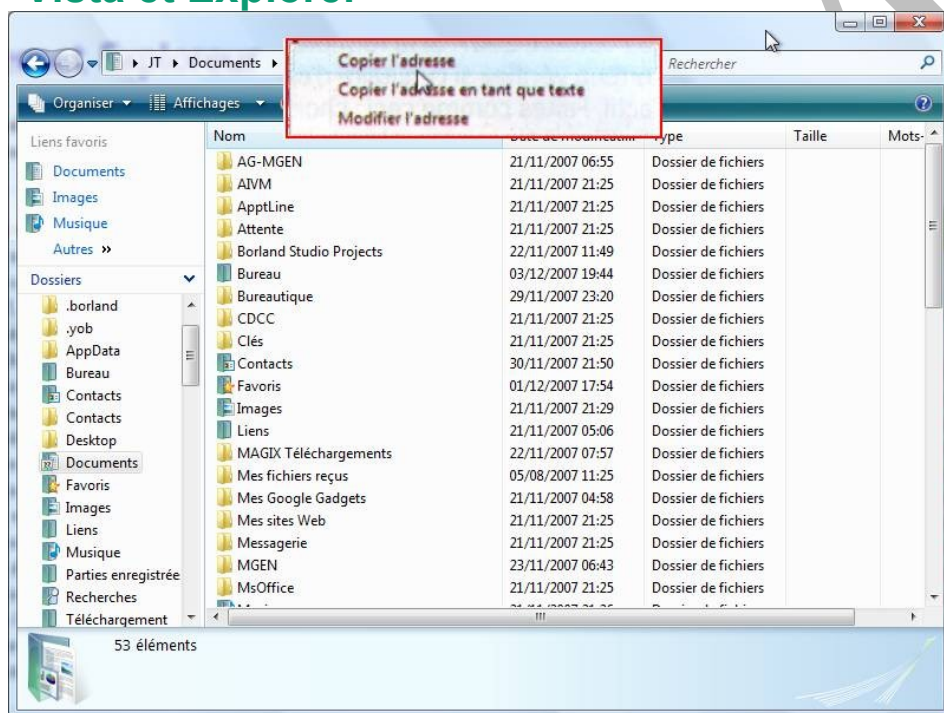 Vista et Explorer
JT Documents
Rechercher
Copier l'adresse
Copier l'adresse en tant que texte
Modifier l'adresse
Organiser Affichages
Liens favoris
Documents
Images
Musique
Autres »
Dossiers
.borland
.yob
AppData
Bureau
Contacts
Contacts
Desktop
Documents
Favoris
Images
Liens
Musique
Parties enregistrée
Recherches
Téléchargement
Nom Type Taille Mots-
AG-MGEN 21/11/2007 06:55 Dossier de fichiers
AIVM 21/11/2007 21:25 Dossier de fichiers
ApptLine 21/11/2007 21:25 Dossier de fichiers
Attente 21/11/2007 21:25 Dossier de fichiers
Borland Studio Projects 22/11/2007 11:49 Dossier de fichiers
Bureau 03/12/2007 19:44 Dossier de fichiers
Bureautique 29/11/2007 23:20 Dossier de fichiers
CDCC 21/11/2007 21:25 Dossier de fichiers
Clés 21/11/2007 21:25 Dossier de fichiers
Contacts 30/11/2007 21:50 Dossier de fichiers
Favoris 01/12/2007 17:54 Dossier de fichiers
Images 21/11/2007 21:29 Dossier de fichiers
Liens 21/11/2007 05:06 Dossier de fichiers
MAGIX Téléchargements 22/11/2007 07:57 Dossier de fichiers
Mes fichiers reçus 05/08/2007 11:25 Dossier de fichiers
Mes Google Gadgets 21/11/2007 04:58 Dossier de fichiers
Mes sites Web 21/11/2007 21:25 Dossier de fichiers
Messagerie 21/11/2007 21:25 Dossier de fichiers
MGEN 23/11/2007 06:43 Dossier de fichiers
MsOffice 21/11/2007 21:25 Dossier de fichiers
53 éléments